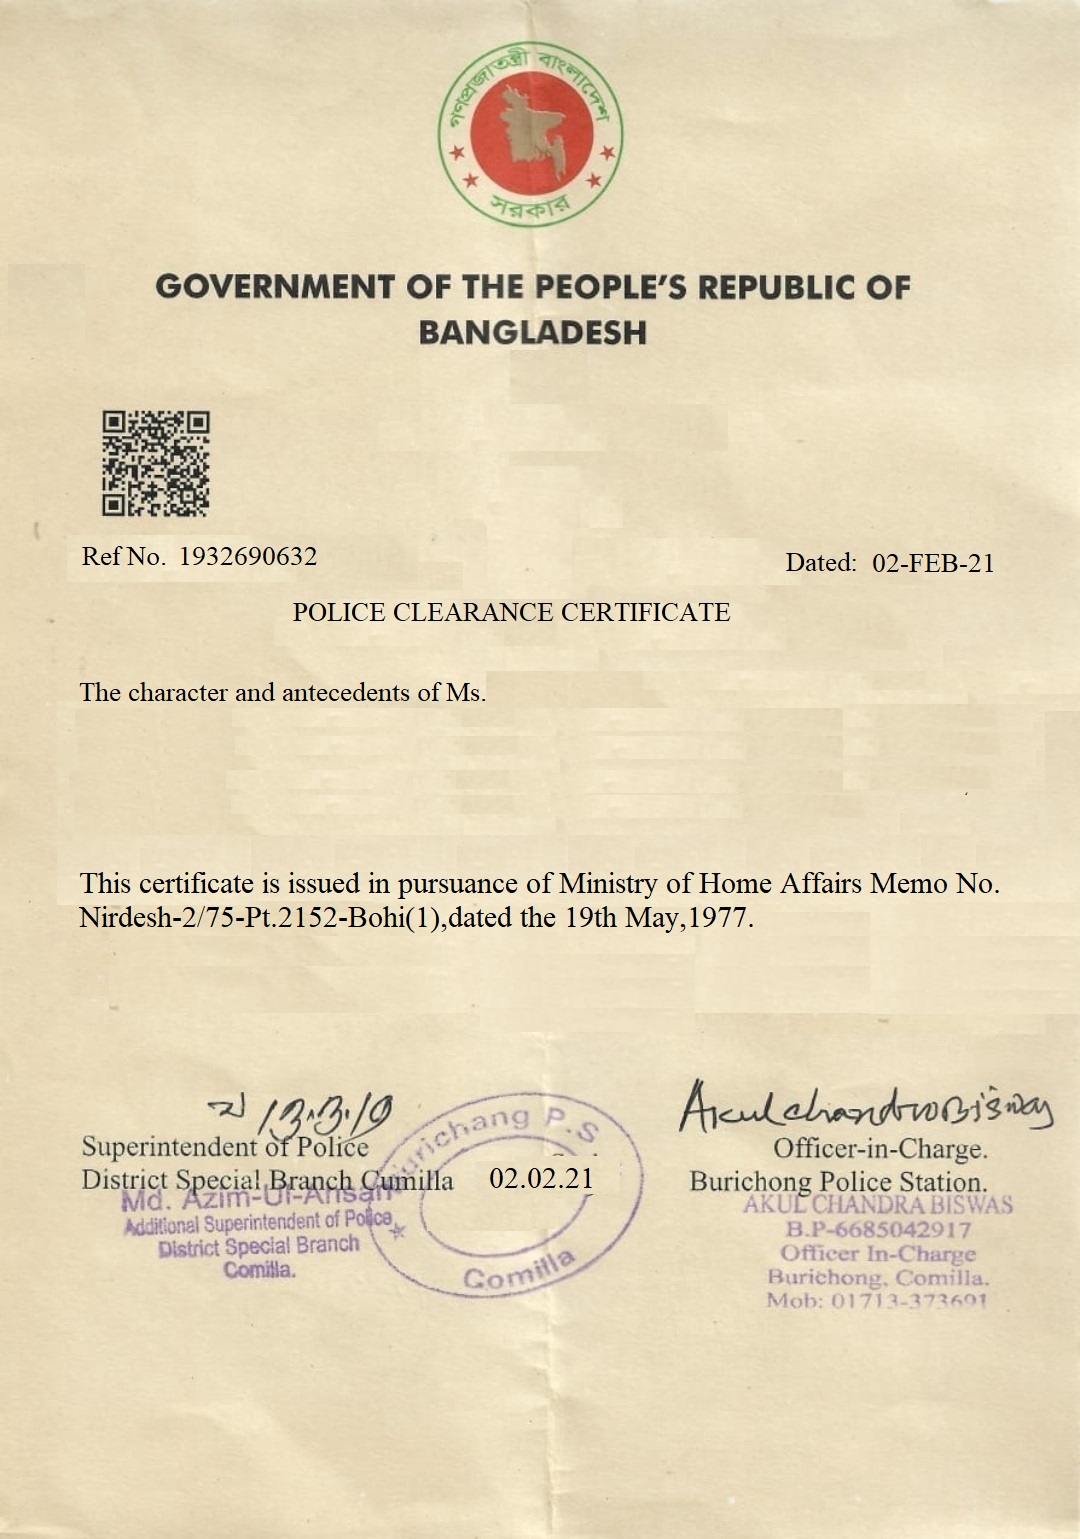 গণপ্রজাতন্ত্রী বাংলাদেশ
সরকার
GOVERNMENT OF THE PEOPLE'S REPUBLIC OF
BANGLADESH
Ref No. 1932690632
Dated: 02-FEB-21
POLICE CLEARANCE CERTIFICATE
The character and antecedents of Ms.
This certificate is issued in pursuance of Ministry of Home Affairs Memo No.
Nirdesh-2/75-Pt.2152-Bohi(1),dated the 19th May,1977.
13.3.19
Superintendent of Police
District Special Branch Cumilla
Md. Azim-Ul-Ahsan
Additional Superintendent of Police
District Special Branch
Comilla.
Burichang P.S
02.02.21
Comilla
Akul chandra Biswas
Officer-in-Charge.
Burichong Police Station.
AKUL CHANDRA BISWAS
B.P-6685042917
Officer In-Charge
Burichong, Comilla.
Mob: 01713-373691